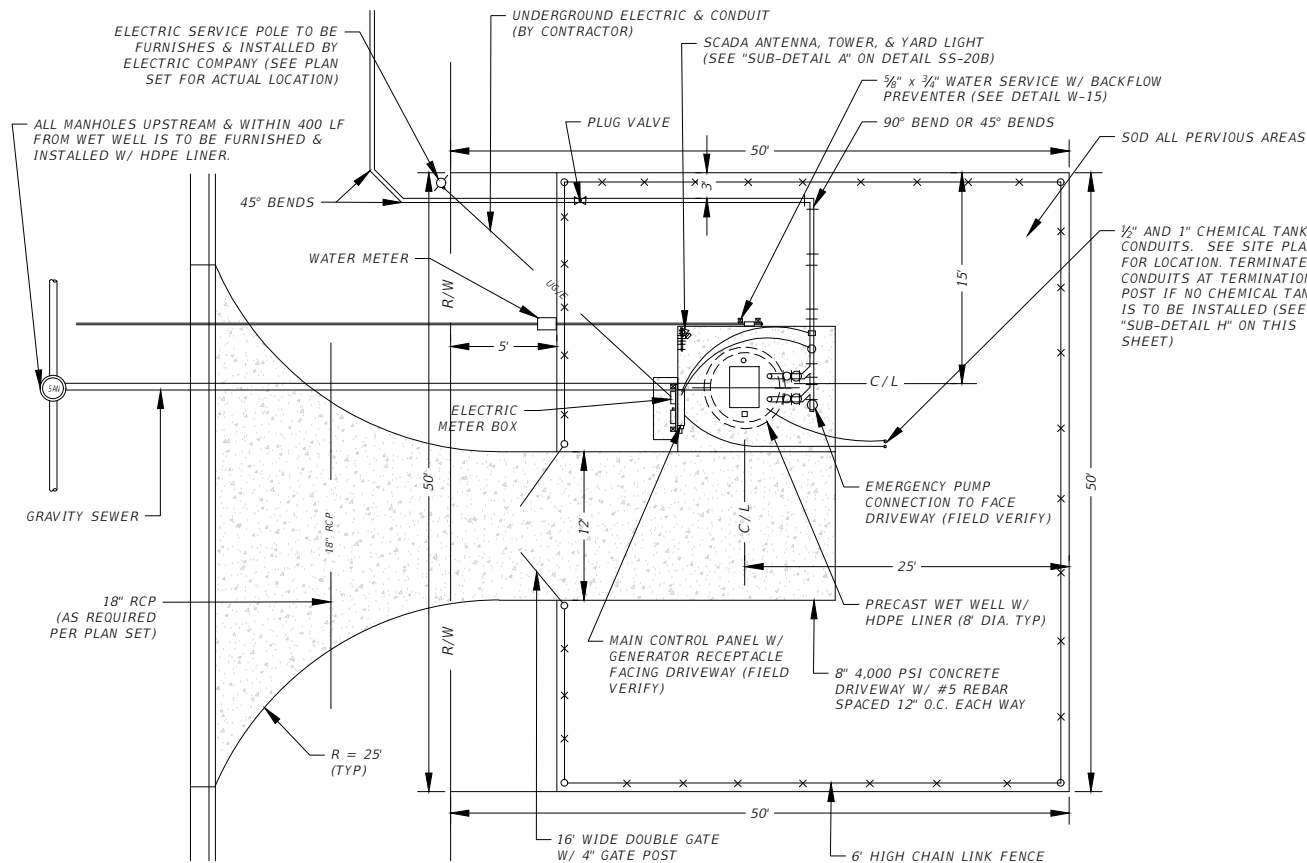 ELECTRIC SERVICE POLE TO BE
FURNISHES & INSTALLED BY
ELECTRIC COMPANY (SEE PLAN
SET FOR ACTUAL LOCATION)
UNDERGROUND ELECTRIC & CONDUIT
(BY CONTRACTOR)
SCADA ANTENNA, TOWER, & YARD LIGHT
(SEE "SUB-DETAIL A" ON DETAIL SS-20B)
⅝" x ¾" WATER SERVICE W/ BACKFLOW
PREVENTER (SEE DETAIL W-15)
ALL MANHOLES UPSTREAM & WITHIN 400 LF
FROM WET WELL IS TO BE FURNISHED &
INSTALLED W/ HDPE LINER.
PLUG VALVE
90° BEND OR 45° BENDS
SOD ALL PERVIOUS AREAS
50'
3'
45° BENDS
½" AND 1" CHEMICAL TANK
CONDUITS. SEE SITE PLA
FOR LOCATION. TERMINATE
CONDUITS AT TERMINATION
POST IF NO CHEMICAL TAN
IS TO BE INSTALLED (SEE
"SUB-DETAIL H" ON THIS
SHEET)
WATER METER
R/W
UG/E
15'
5'
SAN
C/L
ELECTRIC
METER BOX
50'
50'
GRAVITY SEWER
18" RCP
12'
C/L
EMERGENCY PUMP
CONNECTION TO FACE
DRIVEWAY (FIELD VERIFY)
25'
18" RCP
(AS REQUIRED
PER PLAN SET)
R/W
MAIN CONTROL PANEL W/
GENERATOR RECEPTACLE
FACING DRIVEWAY (FIELD
VERIFY)
PRECAST WET WELL W/
HDPE LINER (8' DIA. TYP)
8" 4,000 PSI CONCRETE
DRIVEWAY W/ #5 REBAR
SPACED 12" O.C. EACH WAY
R = 25'
(TYP)
50'
16' WIDE DOUBLE GATE
W/ 4" GATE POST
6' HIGH CHAIN LINK FENCE